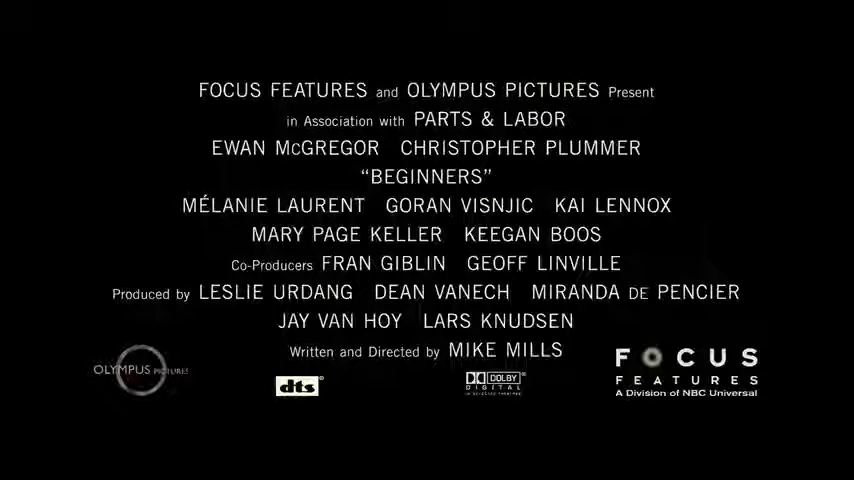 FOCUS FEATURES and OLYMPUS PICTURES Present
in Association with PARTS & LABOR
EWAN McGREGOR CHRISTOPHER PLUMMER
“BEGINNERS”
MÉLANIE LAURENT GORAN VISNJIC KAI LENNOX
MARY PAGE KELLER KEEGAN BOOS
Co-Producers FRAN GIBLIN GEOFF LINVILLE
Produced by LESLIE URDANG DEAN VANECH MIRANDA DE PENCIER
JAY VAN HOY LARS KNUDSEN
Written and Directed by MIKE MILLS
OLYMPUS PICTURES
dts®
DOLBY®
DIGITAL
IN SELECTED THEATRES
FOCUS
FEATURES
A Division of NBC Universal